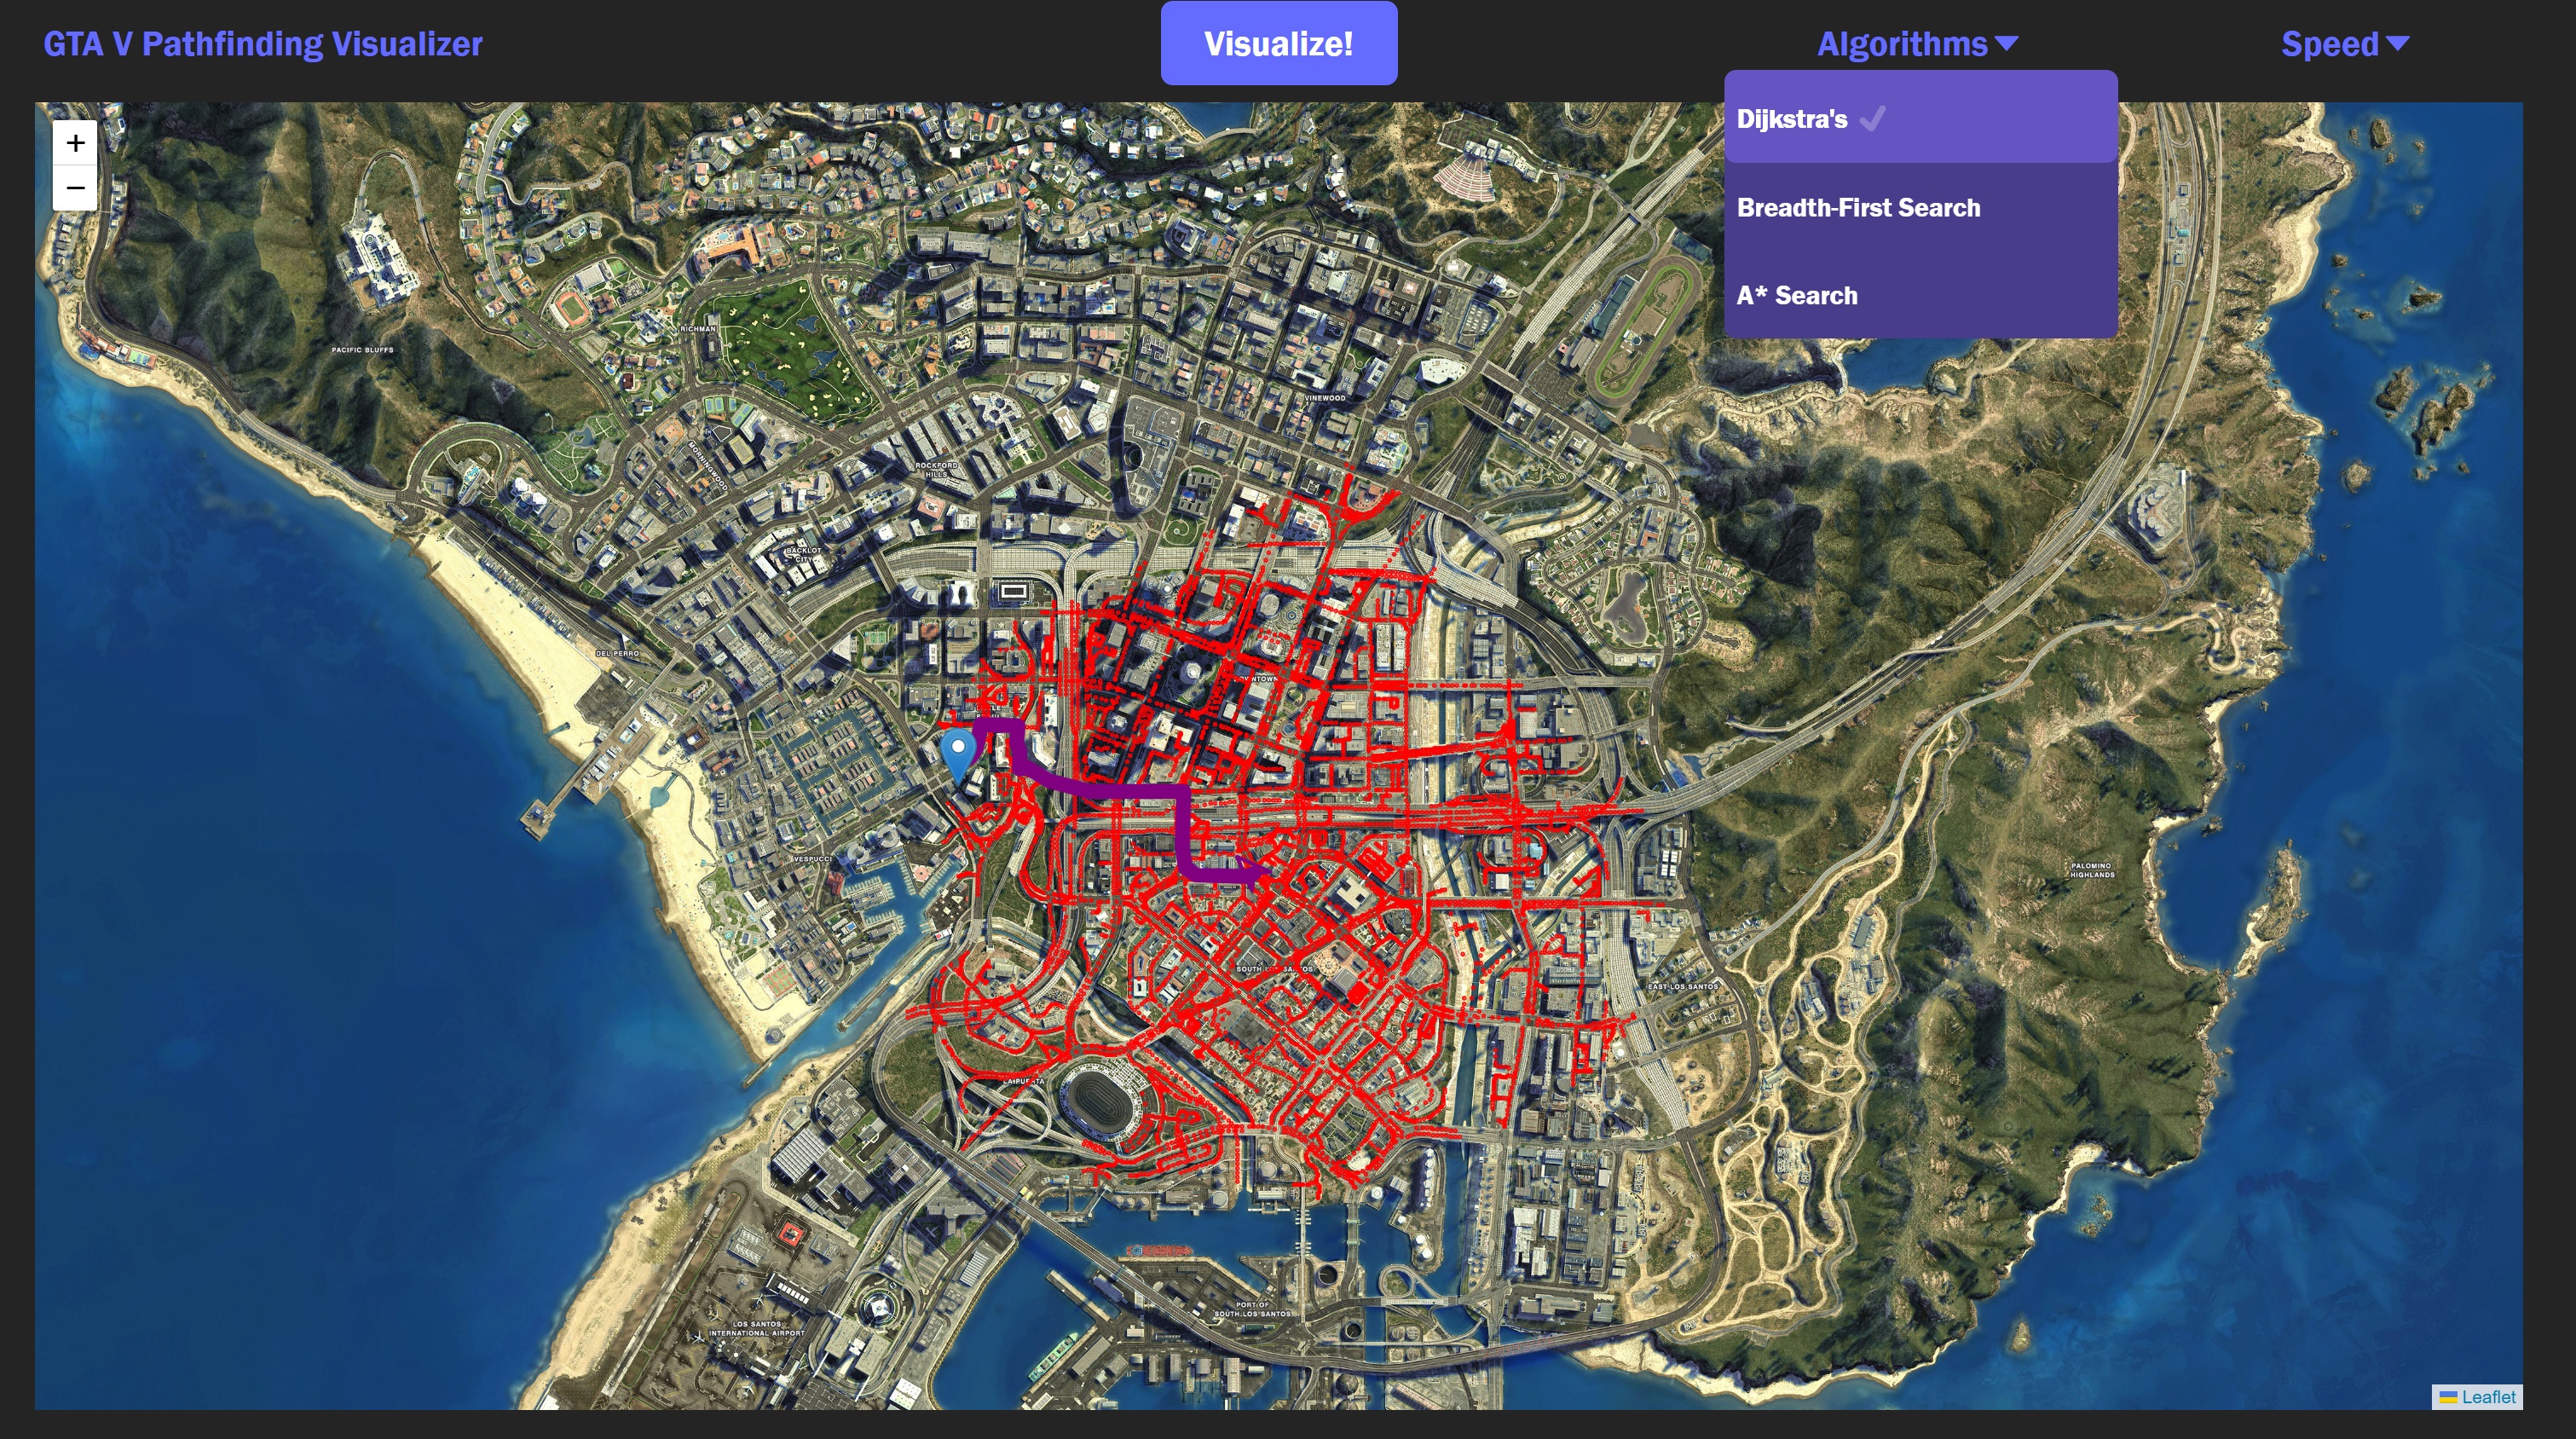 GTA V Pathfinding Visualizer
Visualize!
Algorithms
Speed
Dijkstra's
Breadth-First Search
A* Search
+
−
RICHMAN
PACIFIC BLUFFS
VINEWOOD
MORNINGWOOD
ROCKFORD
HILLS
BACKLOT
CITY
DEL PERRO
DOWNTOWN
VESPUCCI
PALOMINO
HIGHLANDS
SOUTH LOS SANTOS
EAST LOS SANTOS
LA PUERTA
PORT OF
SOUTH LOS SANTOS
LOS SANTOS
INTERNATIONAL AIRPORT
Leaflet